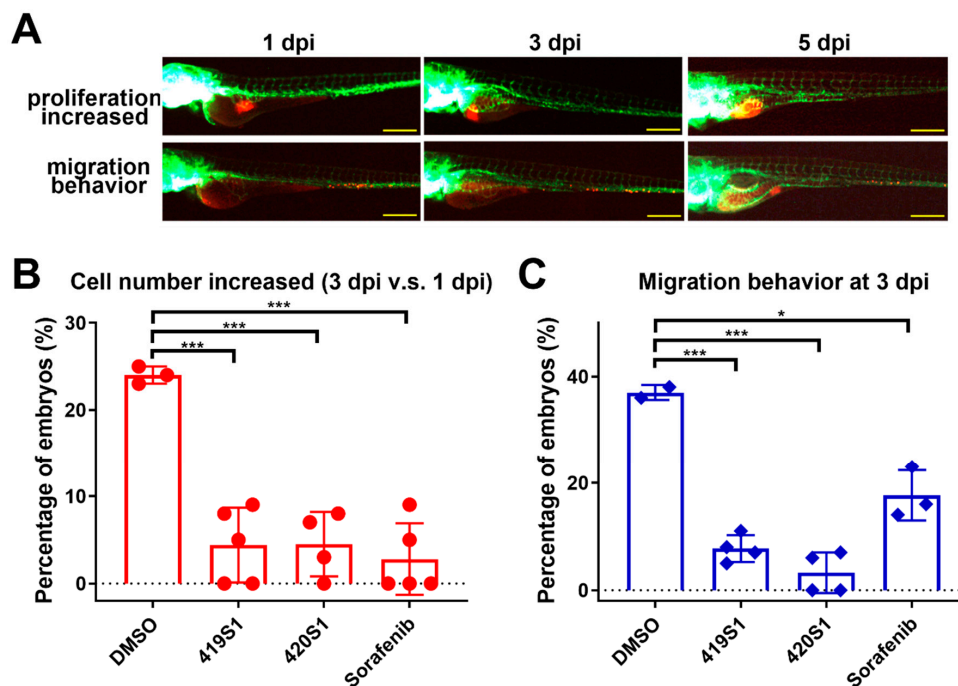 A
1 dpi
3 dpi
5 dpi
proliferation
increased
migration
behavior
B
Cell number increased (3 dpi v.s. 1 dpi)
Percentage of embryos (%)
30
20
10
0
***
***
***
DMSO
419S1
420S1
Sorafenib
C
Migration behavior at 3 dpi
Percentage of embryos (%)
40
20
0
*
***
***
DMSO
419S1
420S1
Sorafenib